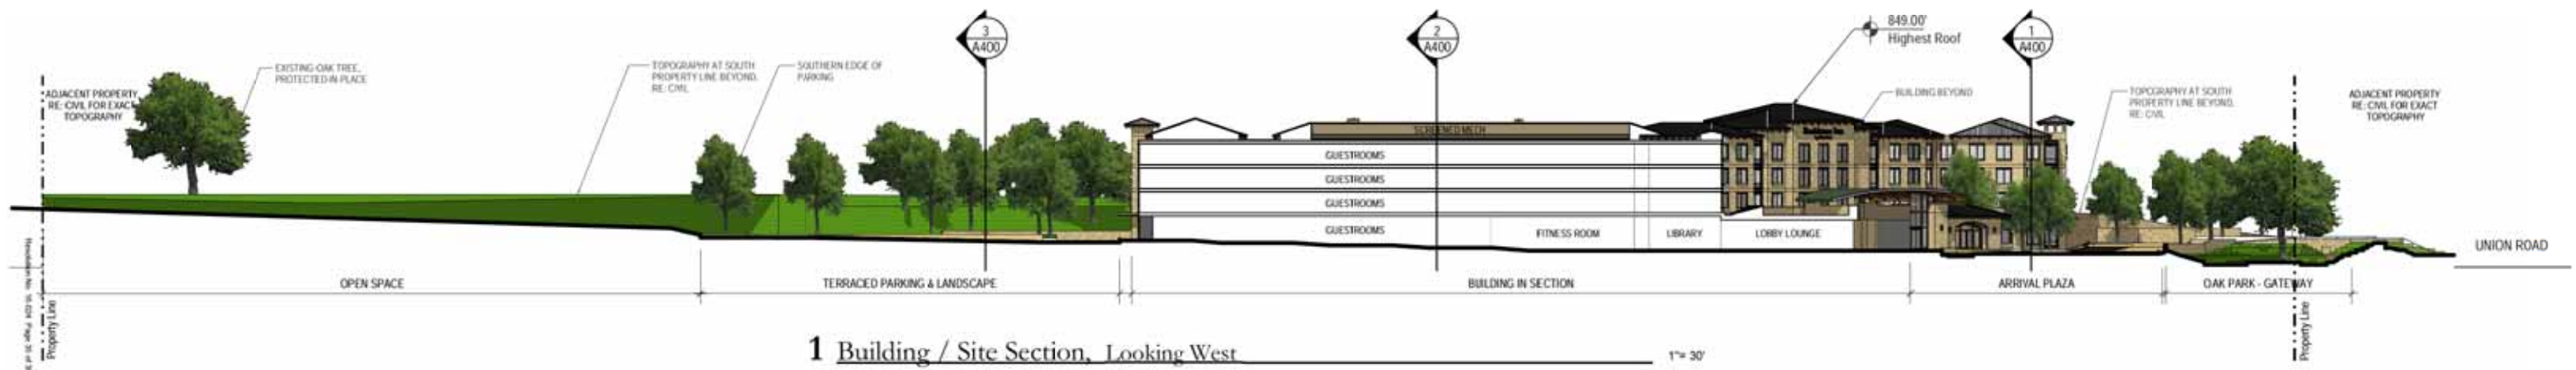 3
A400
2
A400
849.00'
Highest Roof
1
A400
EXISTING OAK TREE,
PROTECTED-IN-PLACE
TOPOGRAPHY AT SOUTH
PROPERTY LINE BEYOND,
RE: CIVIL
SOUTHERN EDGE OF
PARKING
BUILDING BEYOND
TOPOGRAPHY AT SOUTH
PROPERTY LINE BEYOND,
RE: CIVIL
ADJACENT PROPERTY
RE: CIVIL FOR EXACT
TOPOGRAPHY
ADJACENT PROPERTY
RE: CIVIL FOR EXACT
TOPOGRAPHY
SCREENED MECH
GUESTROOMS
GUESTROOMS
GUESTROOMS
GUESTROOMS
FITNESS ROOM
LIBRARY
LOBBY LOUNGE
UNION ROAD
OPEN SPACE
TERRACED PARKING & LANDSCAPE
BUILDING IN SECTION
ARRIVAL PLAZA
OAK PARK - GATEWAY
Property Line
Property Line
1 Building / Site Section, Looking West
1"= 30'